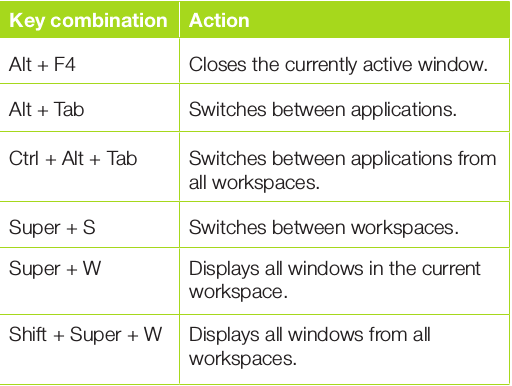 Key combination Action
Alt + F4 Closes the currently active window.
Alt + Tab Switches between applications.
Ctrl + Alt + Tab Switches between applications from
all workspaces.
Super + S Switches between workspaces.
Super + W Displays all windows in the current
workspace.
Shift + Super + W Displays all windows from all
workspaces.